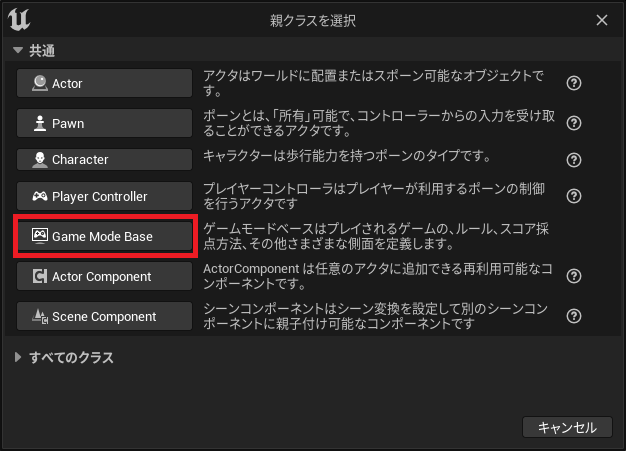 親クラスを選択
共通
Actor
アクタはワールドに配置またはスポーン可能なオブジェクトで
す。
Pawn
ポーンとは、「所有」可能で、コントローラーからの入力を受け取
ることができるアクタです。
Character
キャラクターは歩行能力を持つポーンのタイプです。
Player Controller
プレイヤーコントローラはプレイヤーが利用するポーンの制御
を行うアクタです
Game Mode Base
ゲームモードベースはプレイされるゲームの、ルール、スコア採
点方法、その他さまざまな側面を定義します。
Actor Component
ActorComponent は任意のアクタに追加できる再利用可能なコ
ンポーネントです。
Scene Component
シーンコンポーネントはシーン変換を設定して別のシーンコン
ポーネントに親子付け可能なコンポーネントです
すべてのクラス
キャンセル